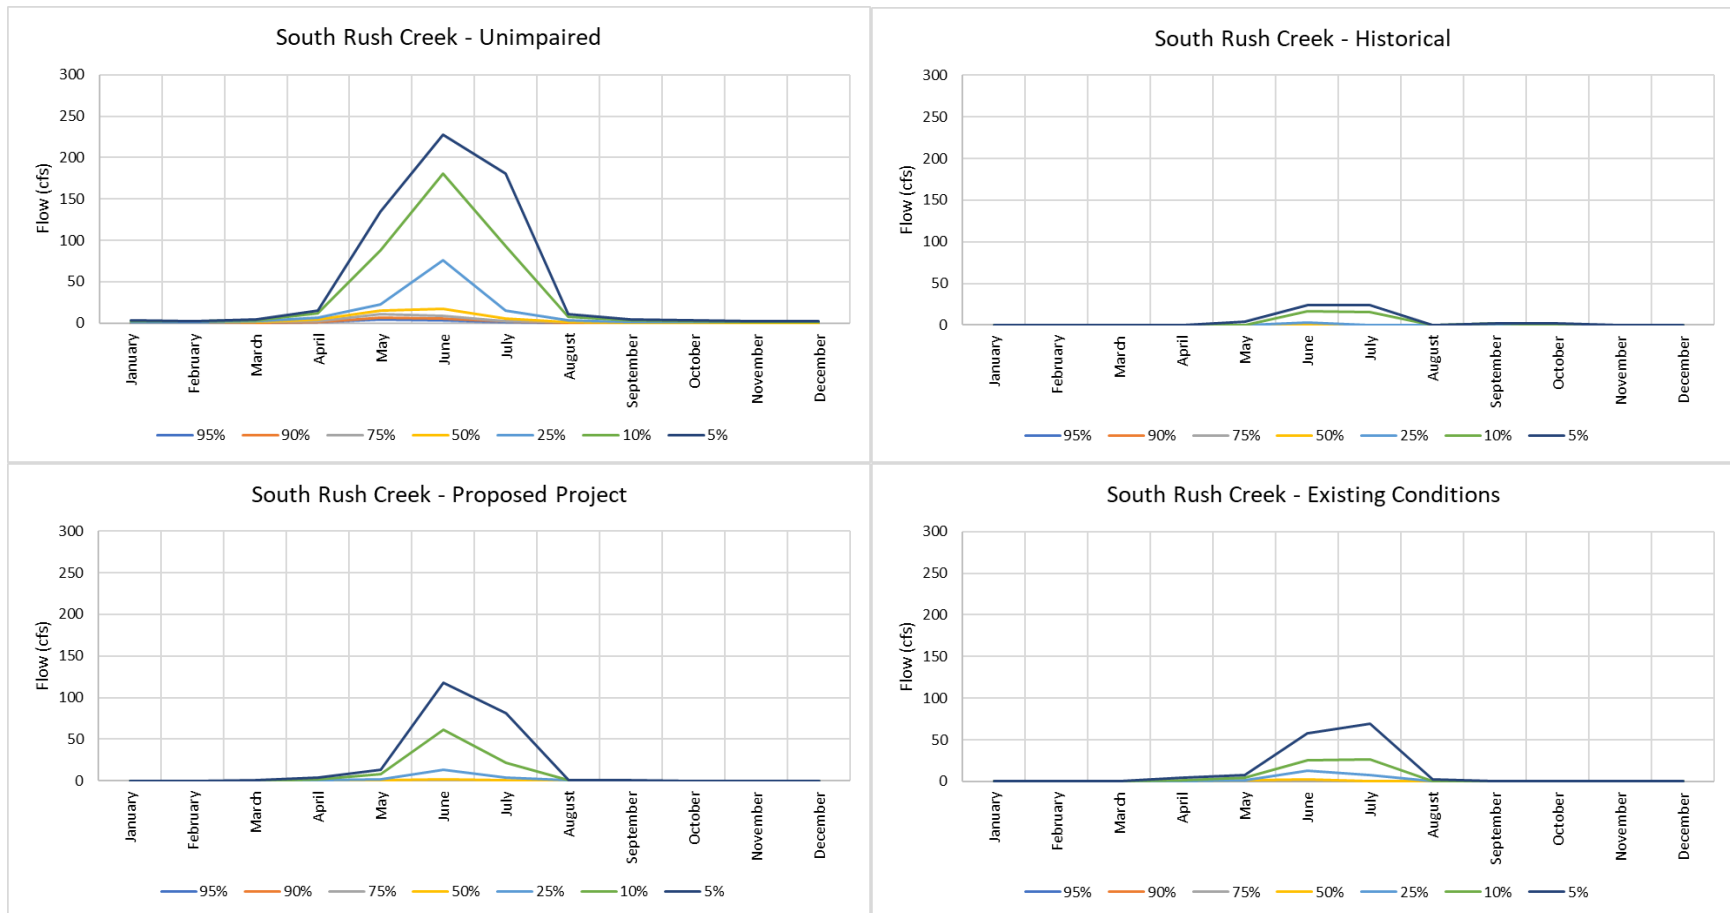 South Rush Creek - Unimpaired
300
250
200
150
100
50
0
Flow (cfs)
January
February
March
April
May
June
July
August
September
October
November
December
95% 90% 75% 50% 25% 10% 5%
South Rush Creek - Historical
300
250
200
150
100
50
0
Flow (cfs)
January
February
March
April
May
June
July
August
September
October
November
December
95% 90% 75% 50% 25% 10% 5%
South Rush Creek - Proposed Project
300
250
200
150
100
50
0
Flow (cfs)
January
February
March
April
May
June
July
August
September
October
November
December
95% 90% 75% 50% 25% 10% 5%
South Rush Creek - Existing Conditions
300
250
200
150
100
50
0
Flow (cfs)
January
February
March
April
May
June
July
August
September
October
November
December
95% 90% 75% 50% 25% 10% 5%